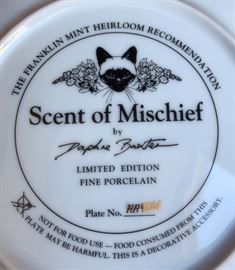 THE FRANKLIN MINT HEIRLOOM RECOMMENDATION
Scent of Mischief
by
Daphne Baxter
LIMITED EDITION
FINE PORCELAIN
Plate No.
NOT FOR FOOD USE — FOOD CONSUMED FROM THIS
PLATE MAY BE HARMFUL. THIS IS A DECORATIVE ACCESSORY.